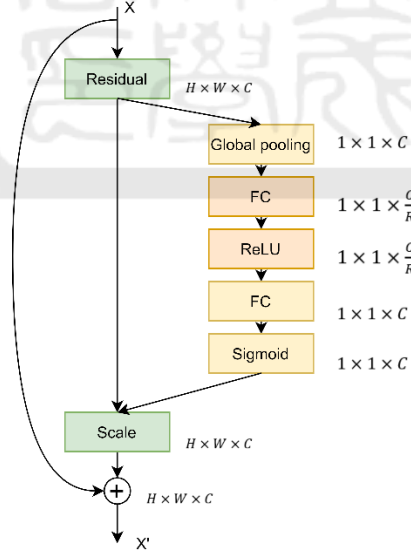 X
Residual
H × W × C
Global pooling
1 × 1 × C
FC
1 × 1 × C/R
ReLU
1 × 1 × C/R
FC
1 × 1 × C
Sigmoid
1 × 1 × C
Scale
H × W × C
+
H × W × C
X'